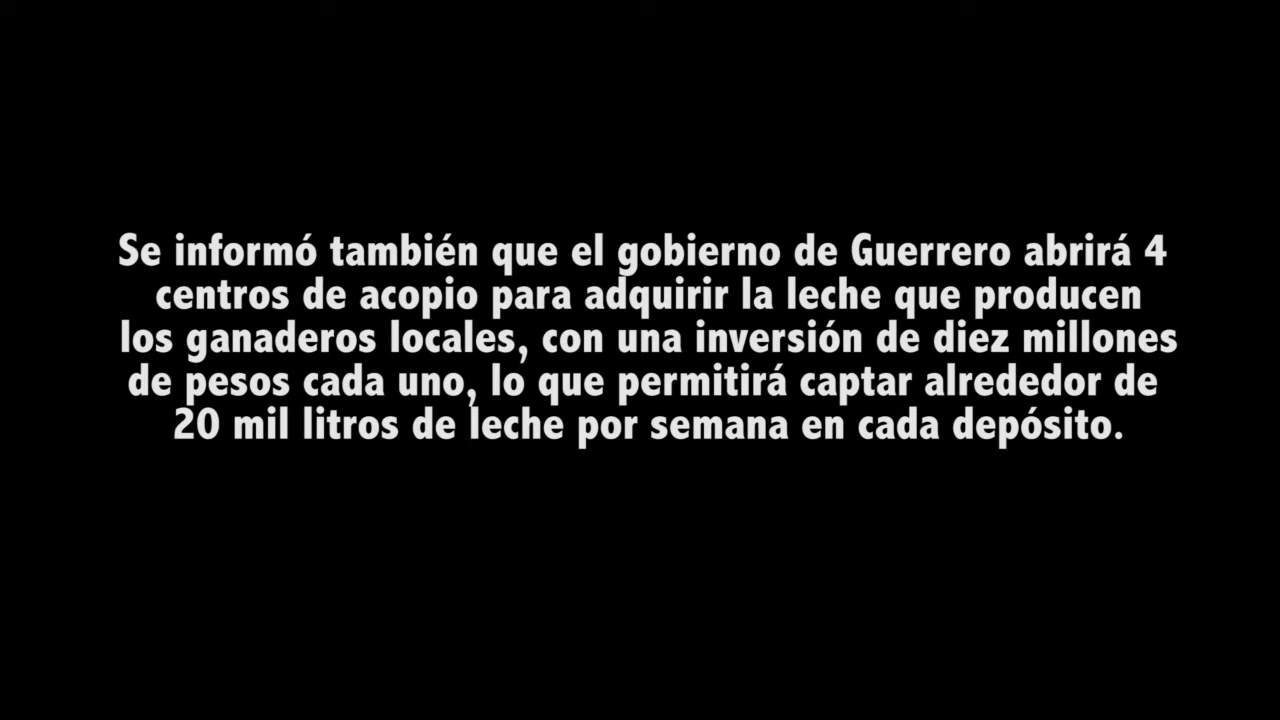 Se informó también que el gobierno de Guerrero abrirá 4
centros de acopio para adquirir la leche que producen
los ganaderos locales, con una inversión de diez millones
de pesos cada uno, lo que permitirá captar alrededor de
20 mil litros de leche por semana en cada depósito.